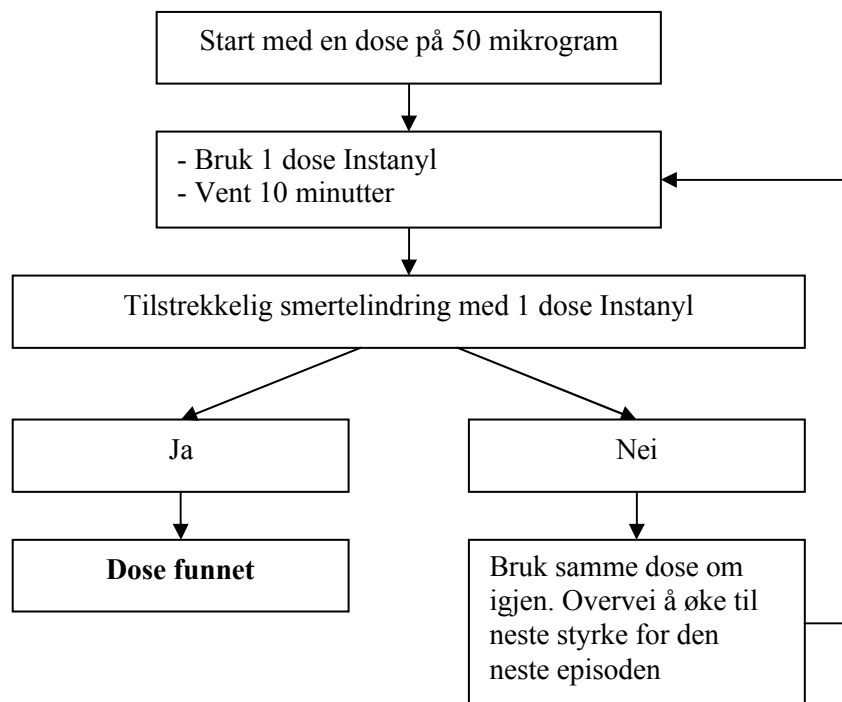 Start med en dose på 50 mikrogram
- Bruk 1 dose Instanyl
- Vent 10 minutter
Tilstrekkelig smertelindring med 1 dose Instanyl
Ja
Nei
Dose funnet
Bruk samme dose om
igjen. Overvei å øke til
neste styrke for den
neste episoden